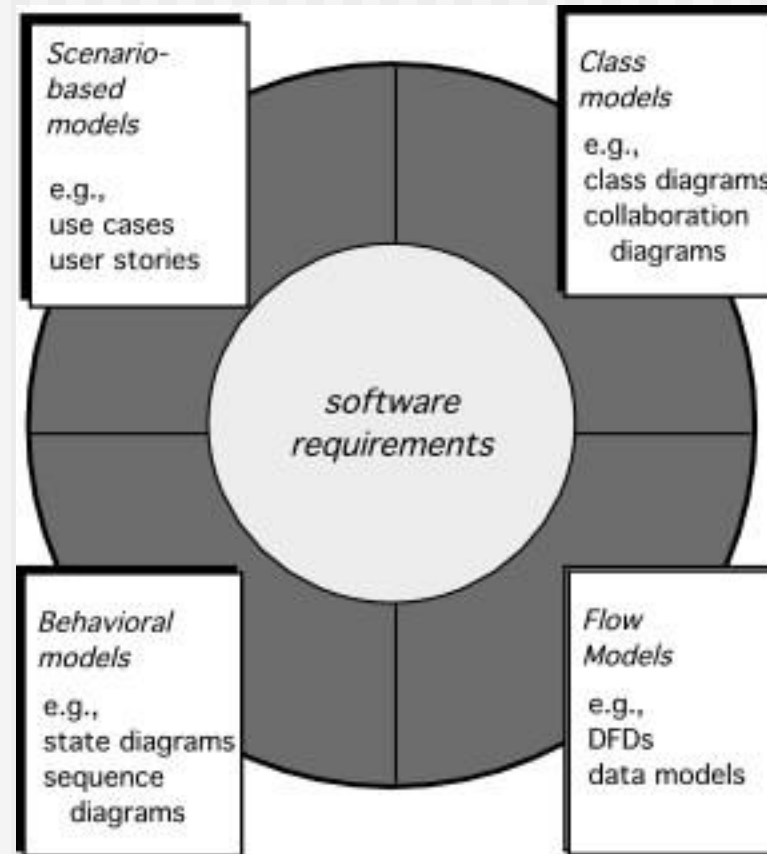 Scenario-
based
models
e.g.,
use cases
user stories
Class
models
e.g.,
class diagrams
collaboration
diagrams
software
requirements
Behavioral
models
e.g.,
state diagrams
sequence
diagrams
Flow
Models
e.g.,
DFDs
data models